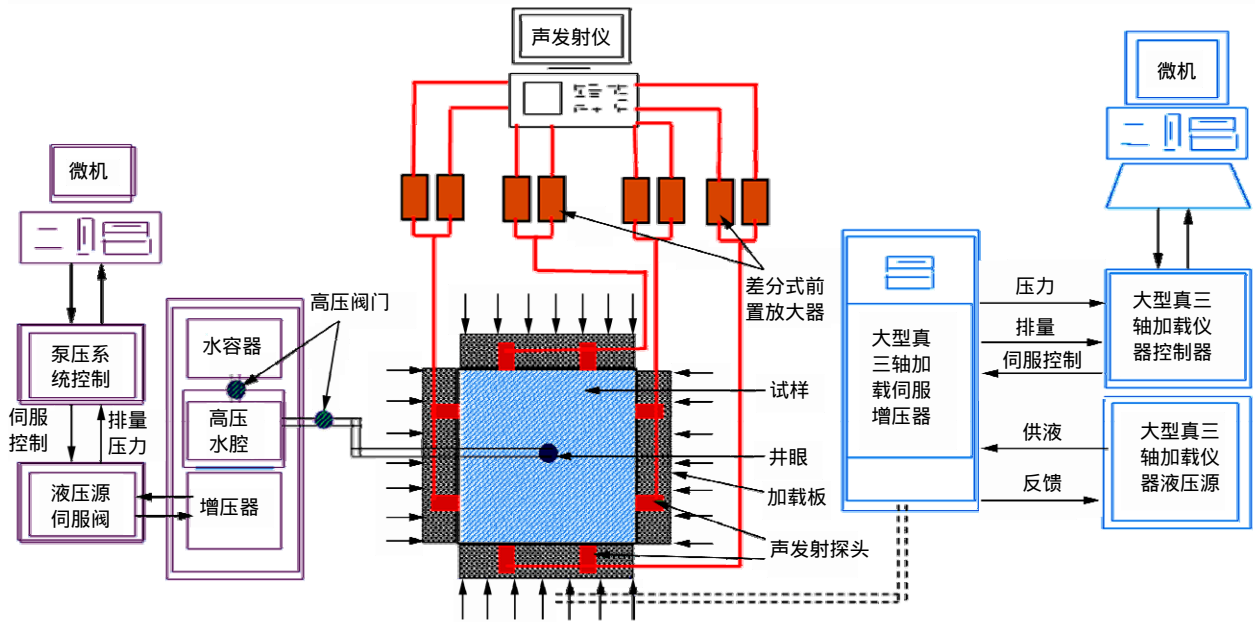 声发射仪
微机
微机
高压阀门
水容器
高压
水腔
增压器
泵压系
统控制
伺服
控制
排量
压力
液压源
伺服阀
差分式前
置放大器
试样
井眼
加载板
声发射探头
大型真
三轴加
载伺服
增压器
压力
排量
伺服控制
供液
反馈
大型真三
轴加载仪
器控制器
大型真三
轴加载仪
器液压源